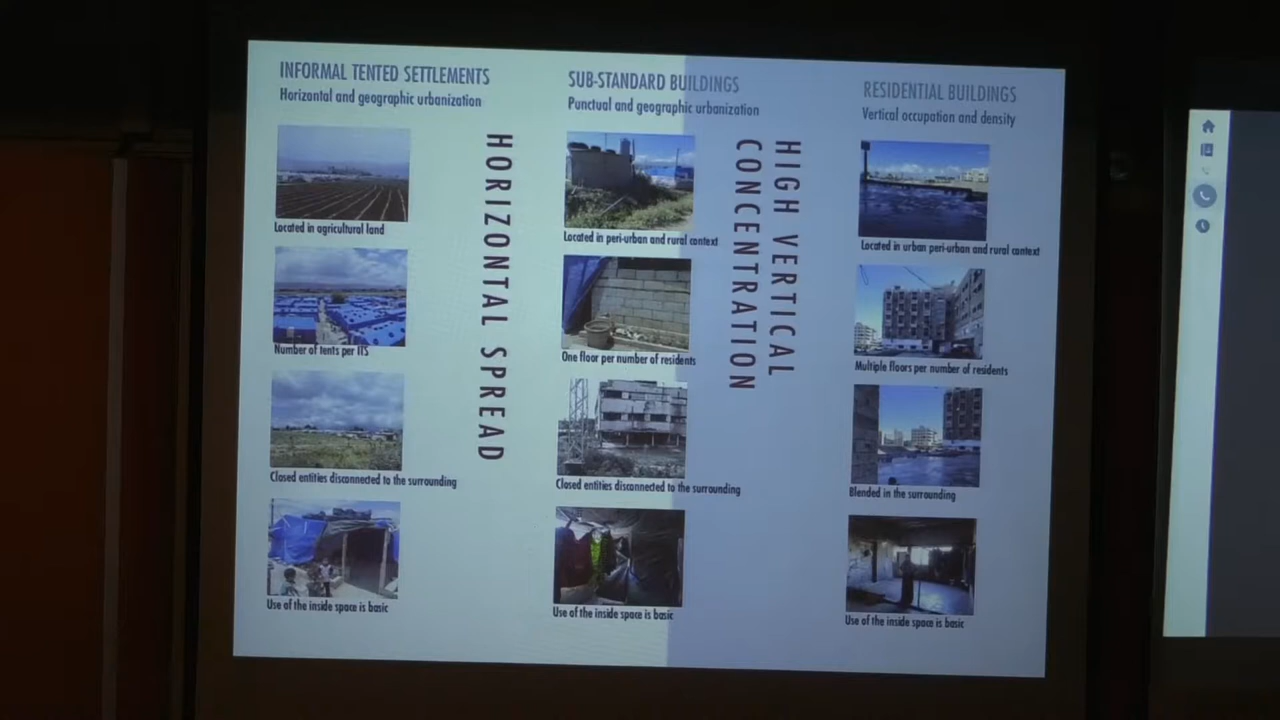 INFORMAL TENTED SETTLEMENTS
Horizontal and geographic urbanization
Located in agricultural land
Number of tents per ITS
Closed entities disconnected to the surrounding
Use of the inside space is basic
HORIZONTAL SPREAD
SUB-STANDARD BUILDINGS
Punctual and geographic urbanization
Located in peri-urban and rural context
One floor per number of residents
Closed entities disconnected to the surrounding
Use of the inside space is basic
HIGH VERTICAL
CONCENTRATION
RESIDENTIAL BUILDINGS
Vertical occupation and density
Located in urban peri-urban and rural context
Multiple floors per number of residents
Blended in the surrounding
Use of the inside space is basic